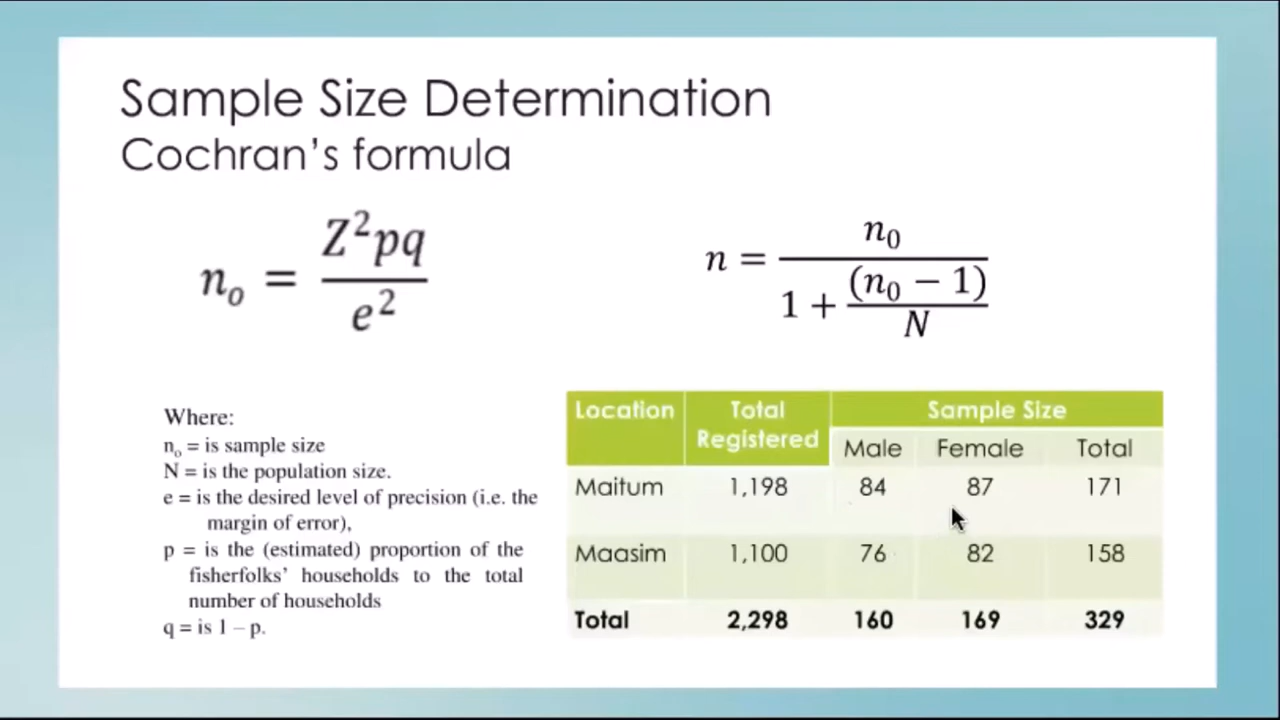 Sample Size Determination
Cochran's formula
nₒ = Z²pq / e²
n = n₀ / (1 + (n₀ − 1) / N)
Where:
nₒ = is sample size
N = is the population size.
e = is the desired level of precision (i.e. the
margin of error),
p = is the (estimated) proportion of the
fisherfolks' households to the total
number of households
q = is 1 – p.
Location Total Registered Sample Size
Male Female Total
Maitum 1,198 84 87 171
Maasim 1,100 76 82 158
Total 2,298 160 169 329